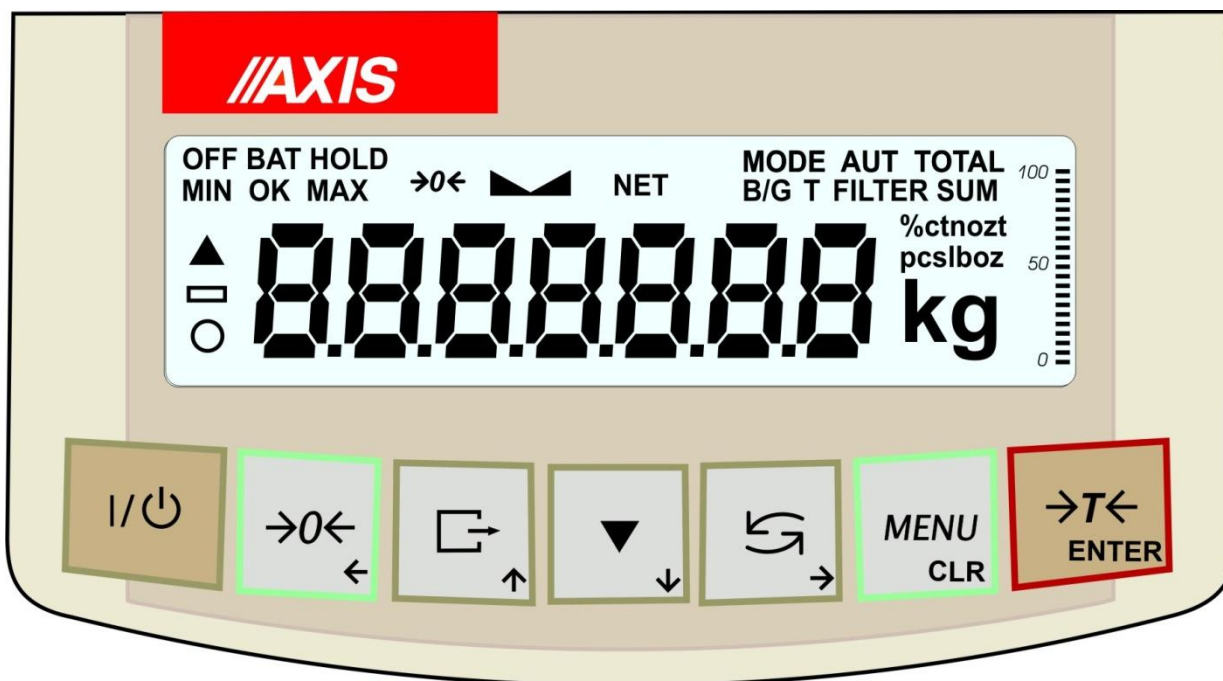 //AXIS
OFF BAT HOLD
MIN OK MAX
→0←
NET
MODE AUT TOTAL
B/G T FILTER SUM
%ctnozt
pcslboz
8.8.8.8.8.8.8
kg
100
50
0
I/⏻
→0←
←
↑
▼
↓
→
MENU
CLR
→T←
ENTER